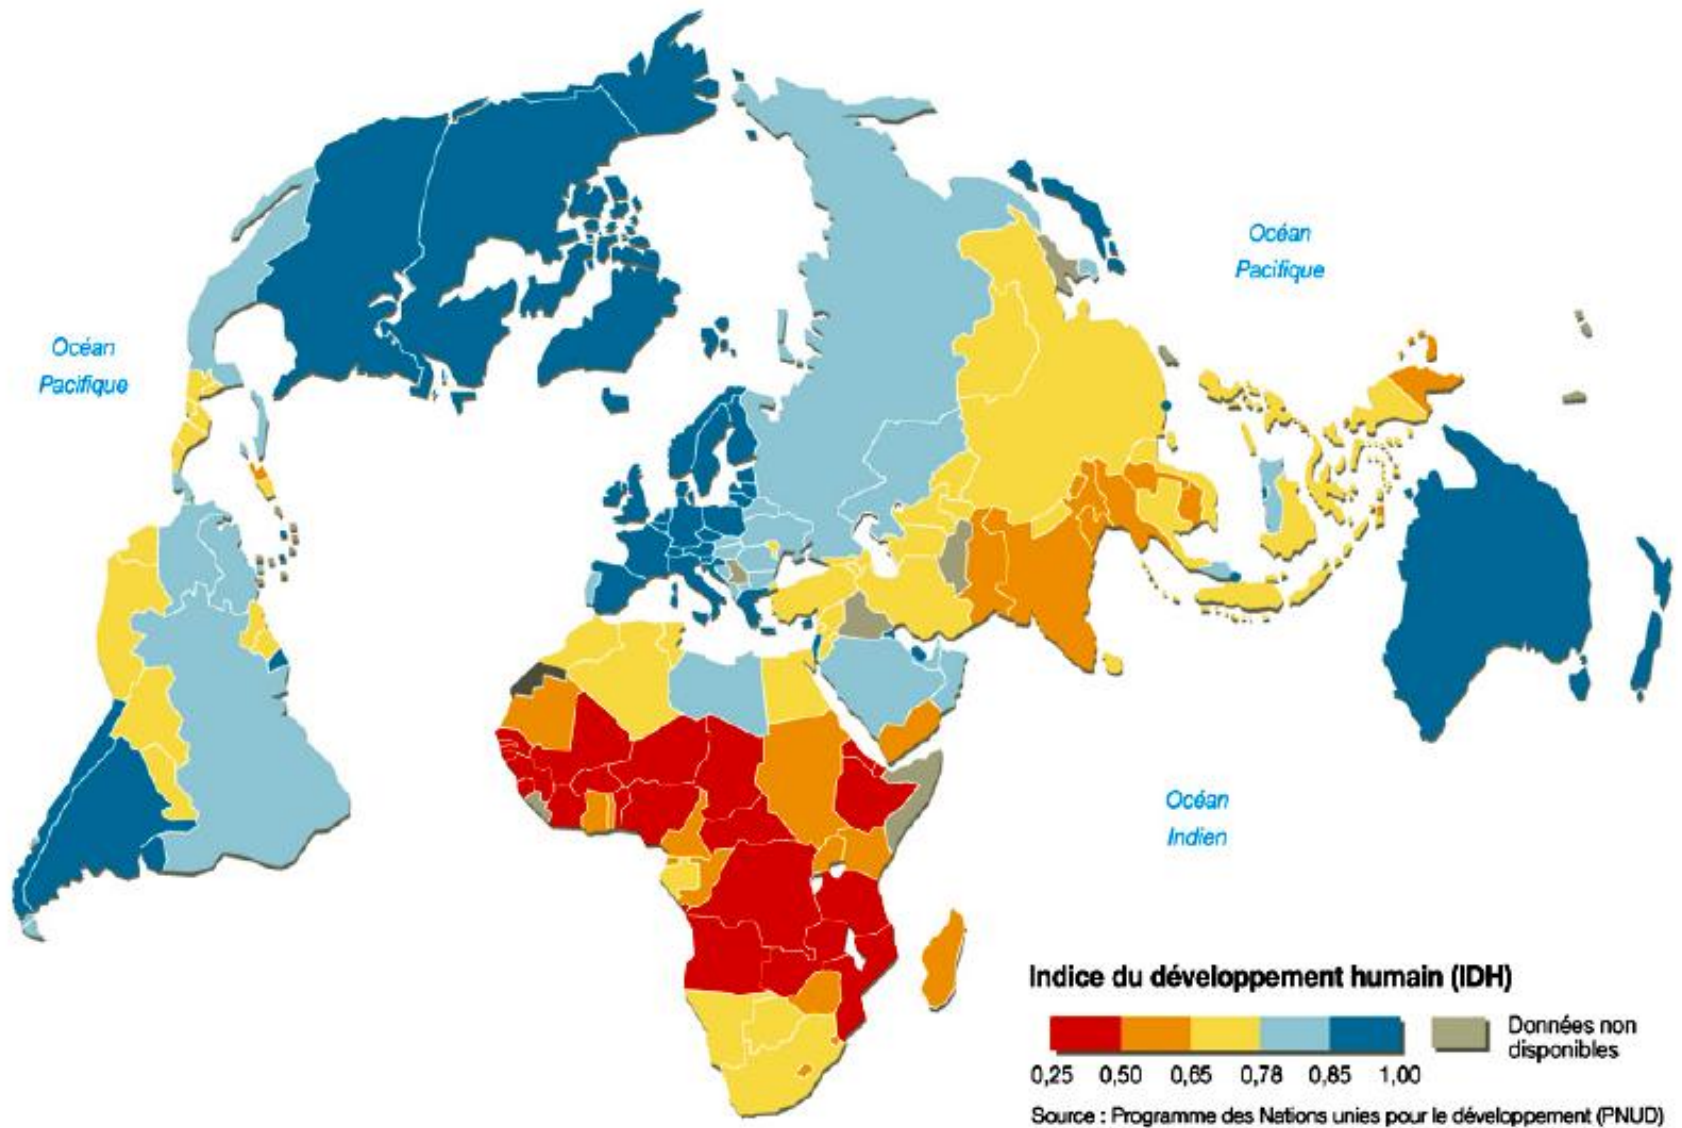 Océan
Pacifique
Océan
Pacifique
Océan
Indien
Indice du développement humain (IDH)
Données non
disponibles
0,25 0,50 0,65 0,78 0,85 1,00
Source : Programme des Nations unies pour le développement (PNUD)